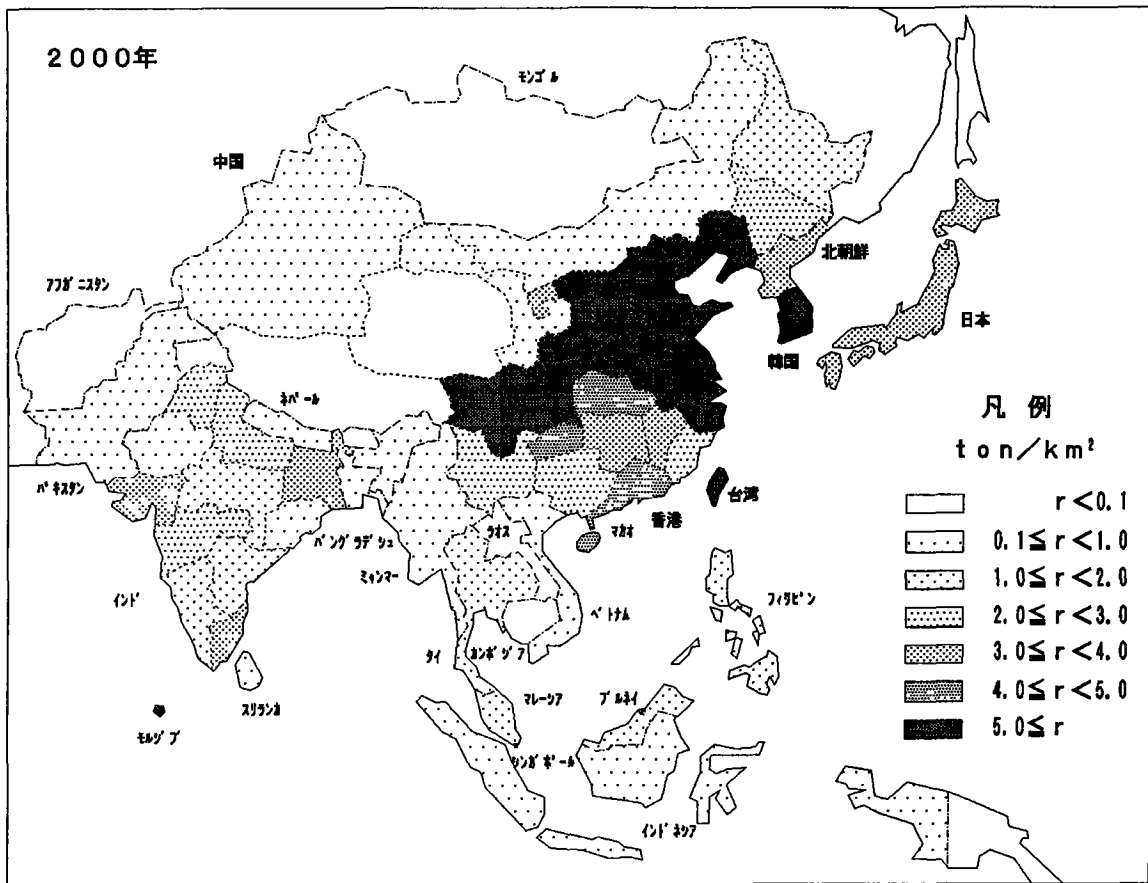 2000年
モンゴル
中国
北朝鮮
アフガニスタン
日本
韓国
ネパール
凡 例
ton/km²
パキスタン
台湾
r<0.1
香港
マカオ
ラオス
0.1≦r<1.0
バングラデシュ
ミャンマー
1.0≦r<2.0
インド
フィリピン
ベトナム
2.0≦r<3.0
タイ
カンボジア
3.0≦r<4.0
マレーシア
ブルネイ
4.0≦r<5.0
スリランカ
5.0≦r
モルジブ
シンガポール
インドネシア